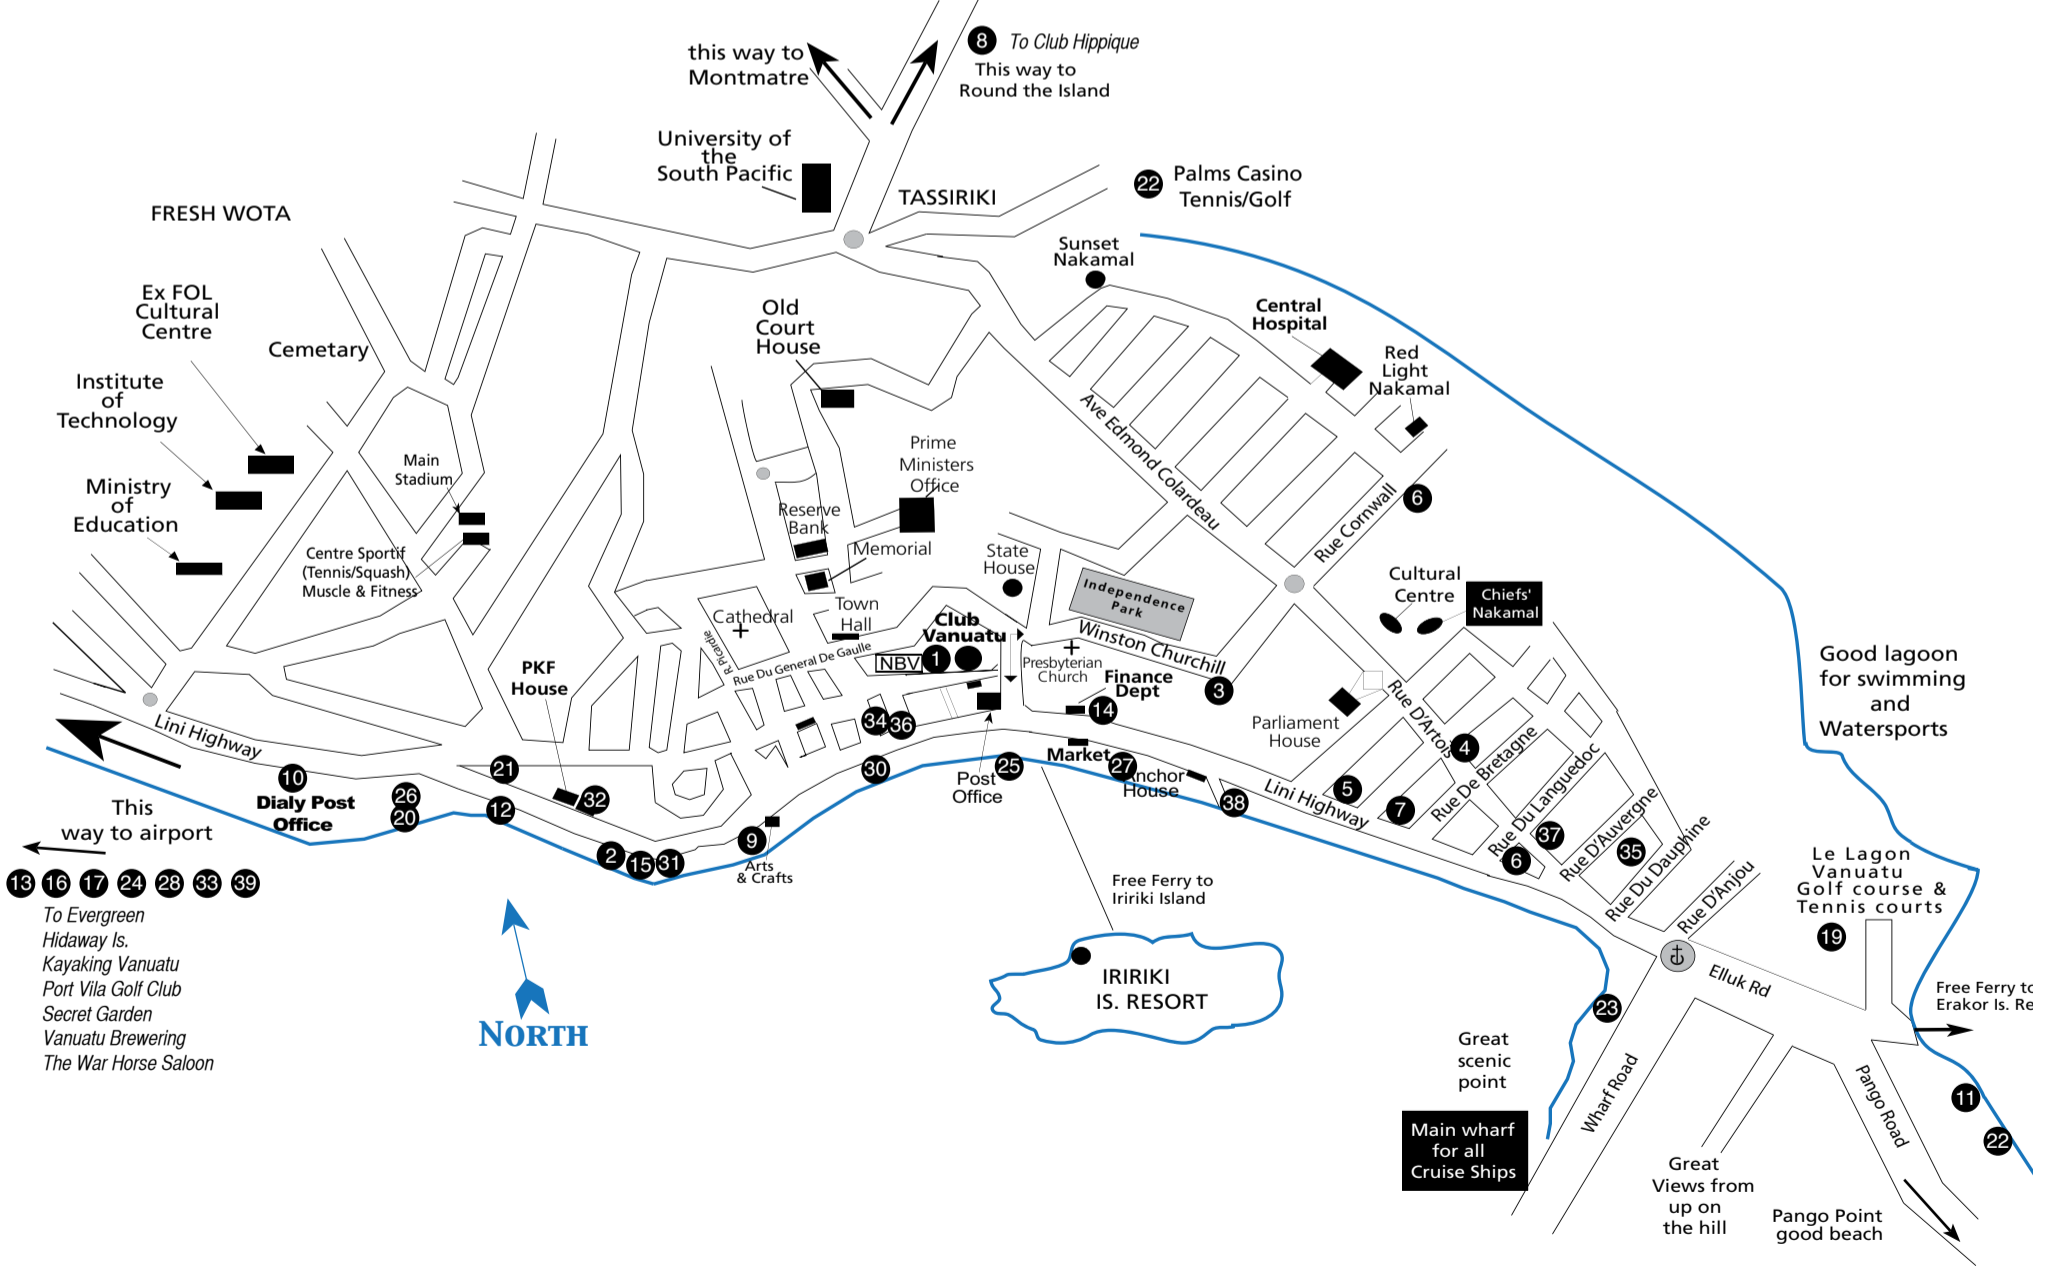 this way to
Montmatre
8 To Club Hippique
This way to
Round the Island
University of
the
South Pacific
TASSIRIKI
22 Palms Casino
Tennis/Golf
FRESH WOTA
Sunset
Nakamal
Ex FOL
Cultural
Centre
Cemetary
Old
Court
House
Central
Hospital
Red
Light
Nakamal
Institute
of
Technology
Ave Edmond Colardeau
Main
Stadium
Prime
Ministers
Office
Ministry
of
Education
Reserve
Bank
Memorial
Rue Cornwall
6
Centre Sportif
(Tennis/Squash)
Muscle & Fitness
State
House
Independence
Park
Cultural
Centre
Chiefs'
Nakamal
Cathedral
Town
Hall
Club
Vanuatu
NBV
1
R. Picardie
Rue Du General De Gaulle
Winston Churchill
Presbyterian
Church
Finance
Dept
14
3
PKF
House
Parliament
House
Rue D'Artois
Good lagoon
for swimming
and
Watersports
Lini Highway
34
36
4
Rue De Bretagne
Rue Du Languedoc
Market
27
Anchor
House
38
Lini Highway
5
7
10
Dialy Post
Office
21
26
20
12
32
30
Post
Office
25
This
way to airport
2
15
31
9
Arts
& Crafts
37
6
Rue D'Auvergne
35
Rue Du Dauphine
Rue D'Anjou
13 16 17 24 28 33 39
To Evergreen
Hidaway Is.
Kayaking Vanuatu
Port Vila Golf Club
Secret Garden
Vanuatu Brewering
The War Horse Saloon
NORTH
Free Ferry to
Iririki Island
IRIRIKI
IS. RESORT
Le Lagon
Vanuatu
Golf course &
Tennis courts
19
Elluk Rd
Free Ferry to
Erakor Is. Re
23
Great
scenic
point
Wharf Road
Pango Road
11
22
Main wharf
for all
Cruise Ships
Great
Views from
up on
the hill
Pango Point
good beach